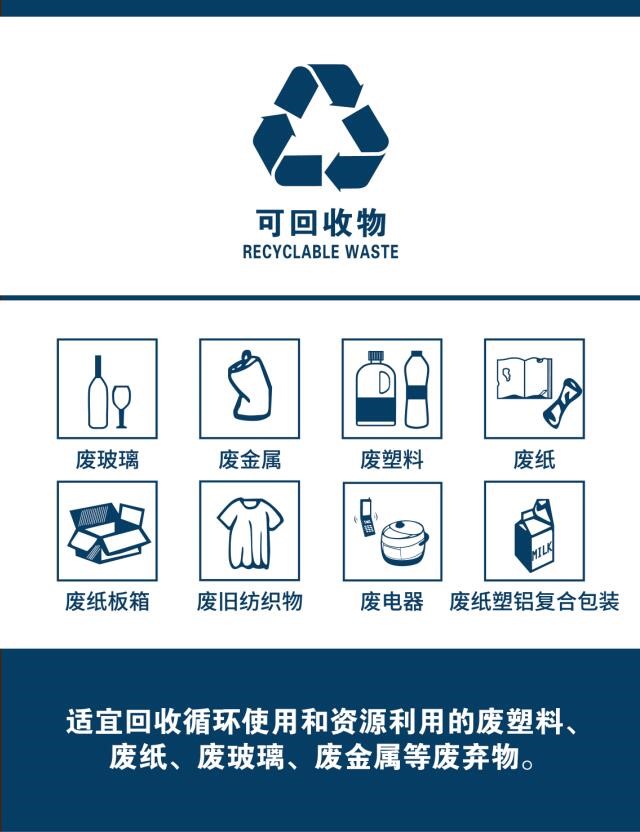 可回收物
RECYCLABLE WASTE
废玻璃
废金属
废塑料
废纸
MILK
废纸板箱
废旧纺织物
废电器
废纸塑铝复合包装
适宜回收循环使用和资源利用的废塑料、
废纸、废玻璃、废金属等废弃物。